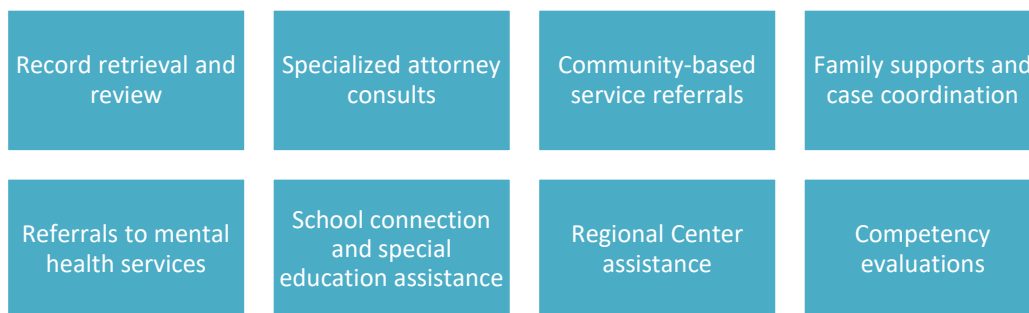 Record retrieval and
review
Specialized attorney
consults
Community-based
service referrals
Family supports and
case coordination
Referrals to mental
health services
School connection
and special
education assistance
Regional Center
assistance
Competency
evaluations